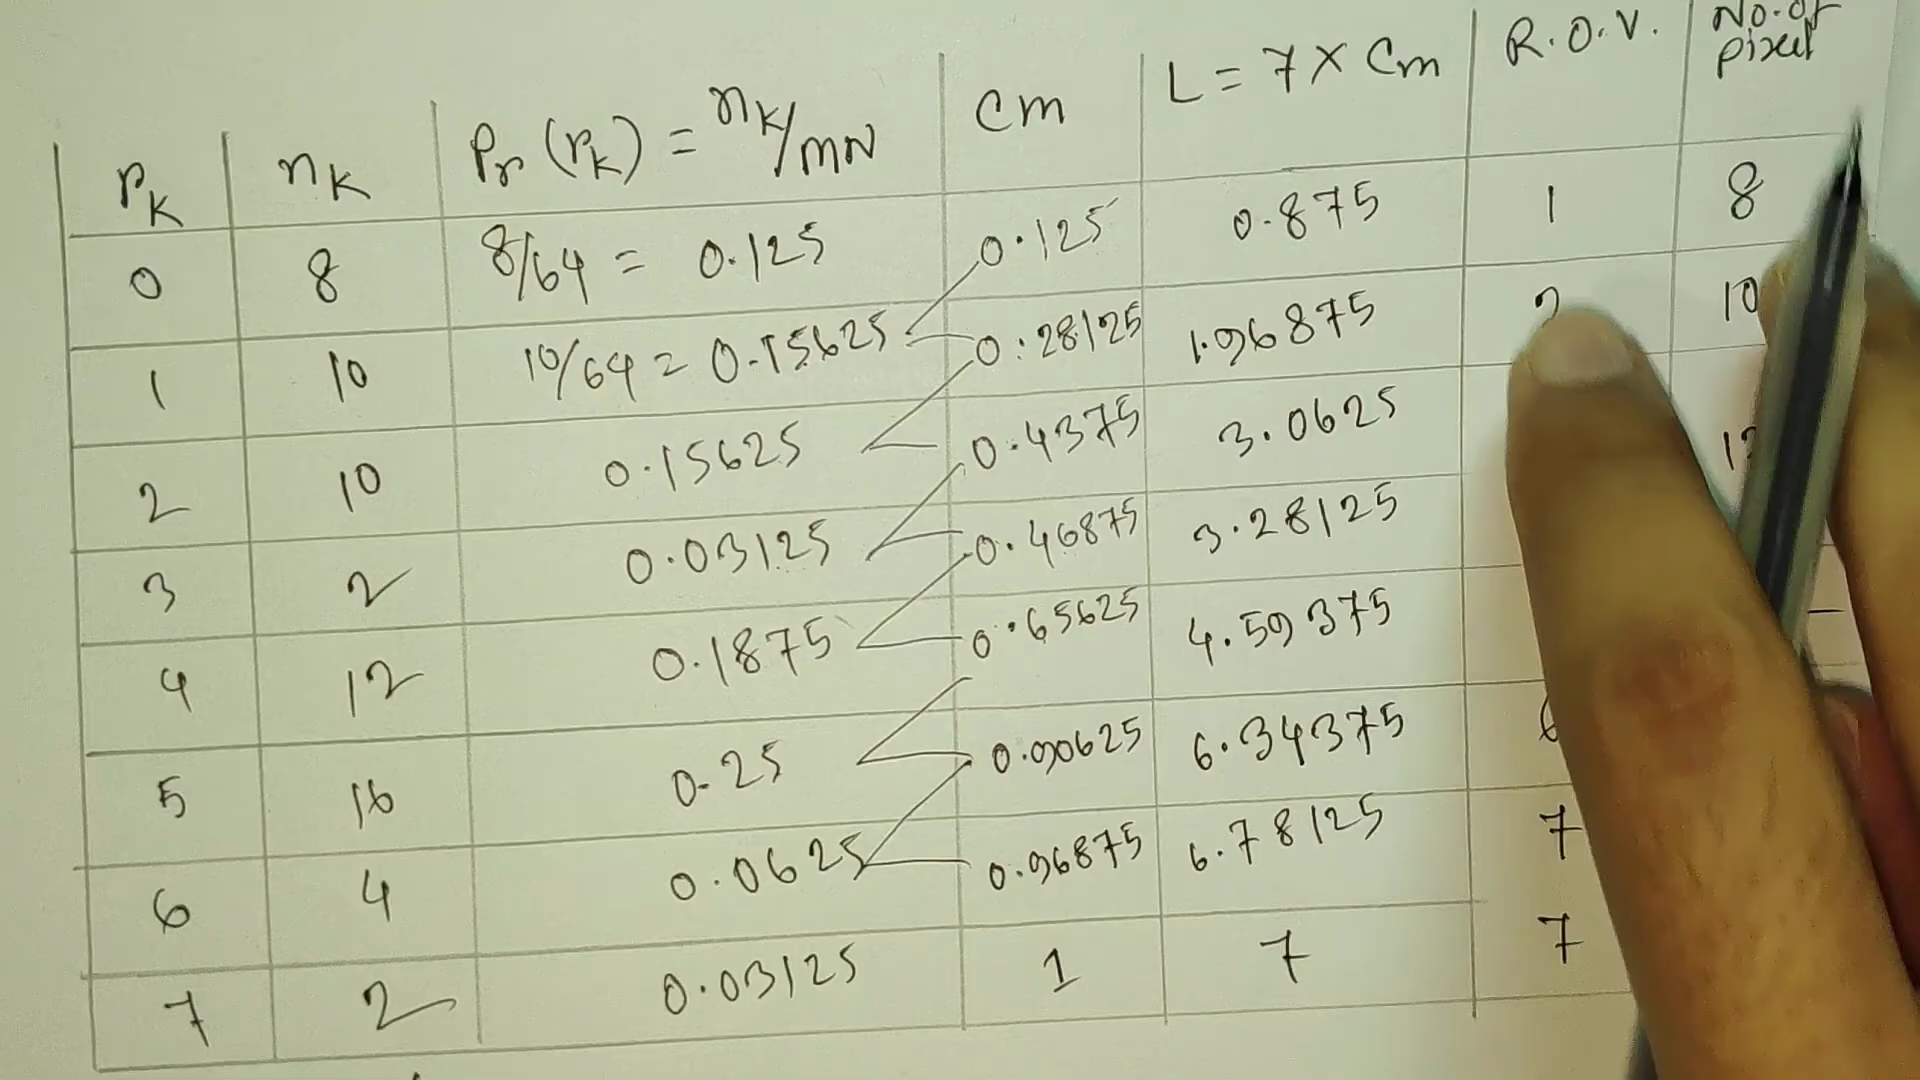 rk nk Pr (rk) = nk/MN cm L = 7 × cm R.O.V. No. of pixel
0 8 8/64 = 0.125 0.125 0.875 1 8
1 10 10/64 = 0.15625 0.28125 1.96875 10
2 10 0.15625 0.4375 3.0625
3 2 0.03125 0.46875 3.28125
4 12 0.1875 0.65625 4.59375
5 16 0.25 0.90625 6.34375
6 4 0.0625 0.96875 6.78125 7
7 2 0.03125 1 7 7